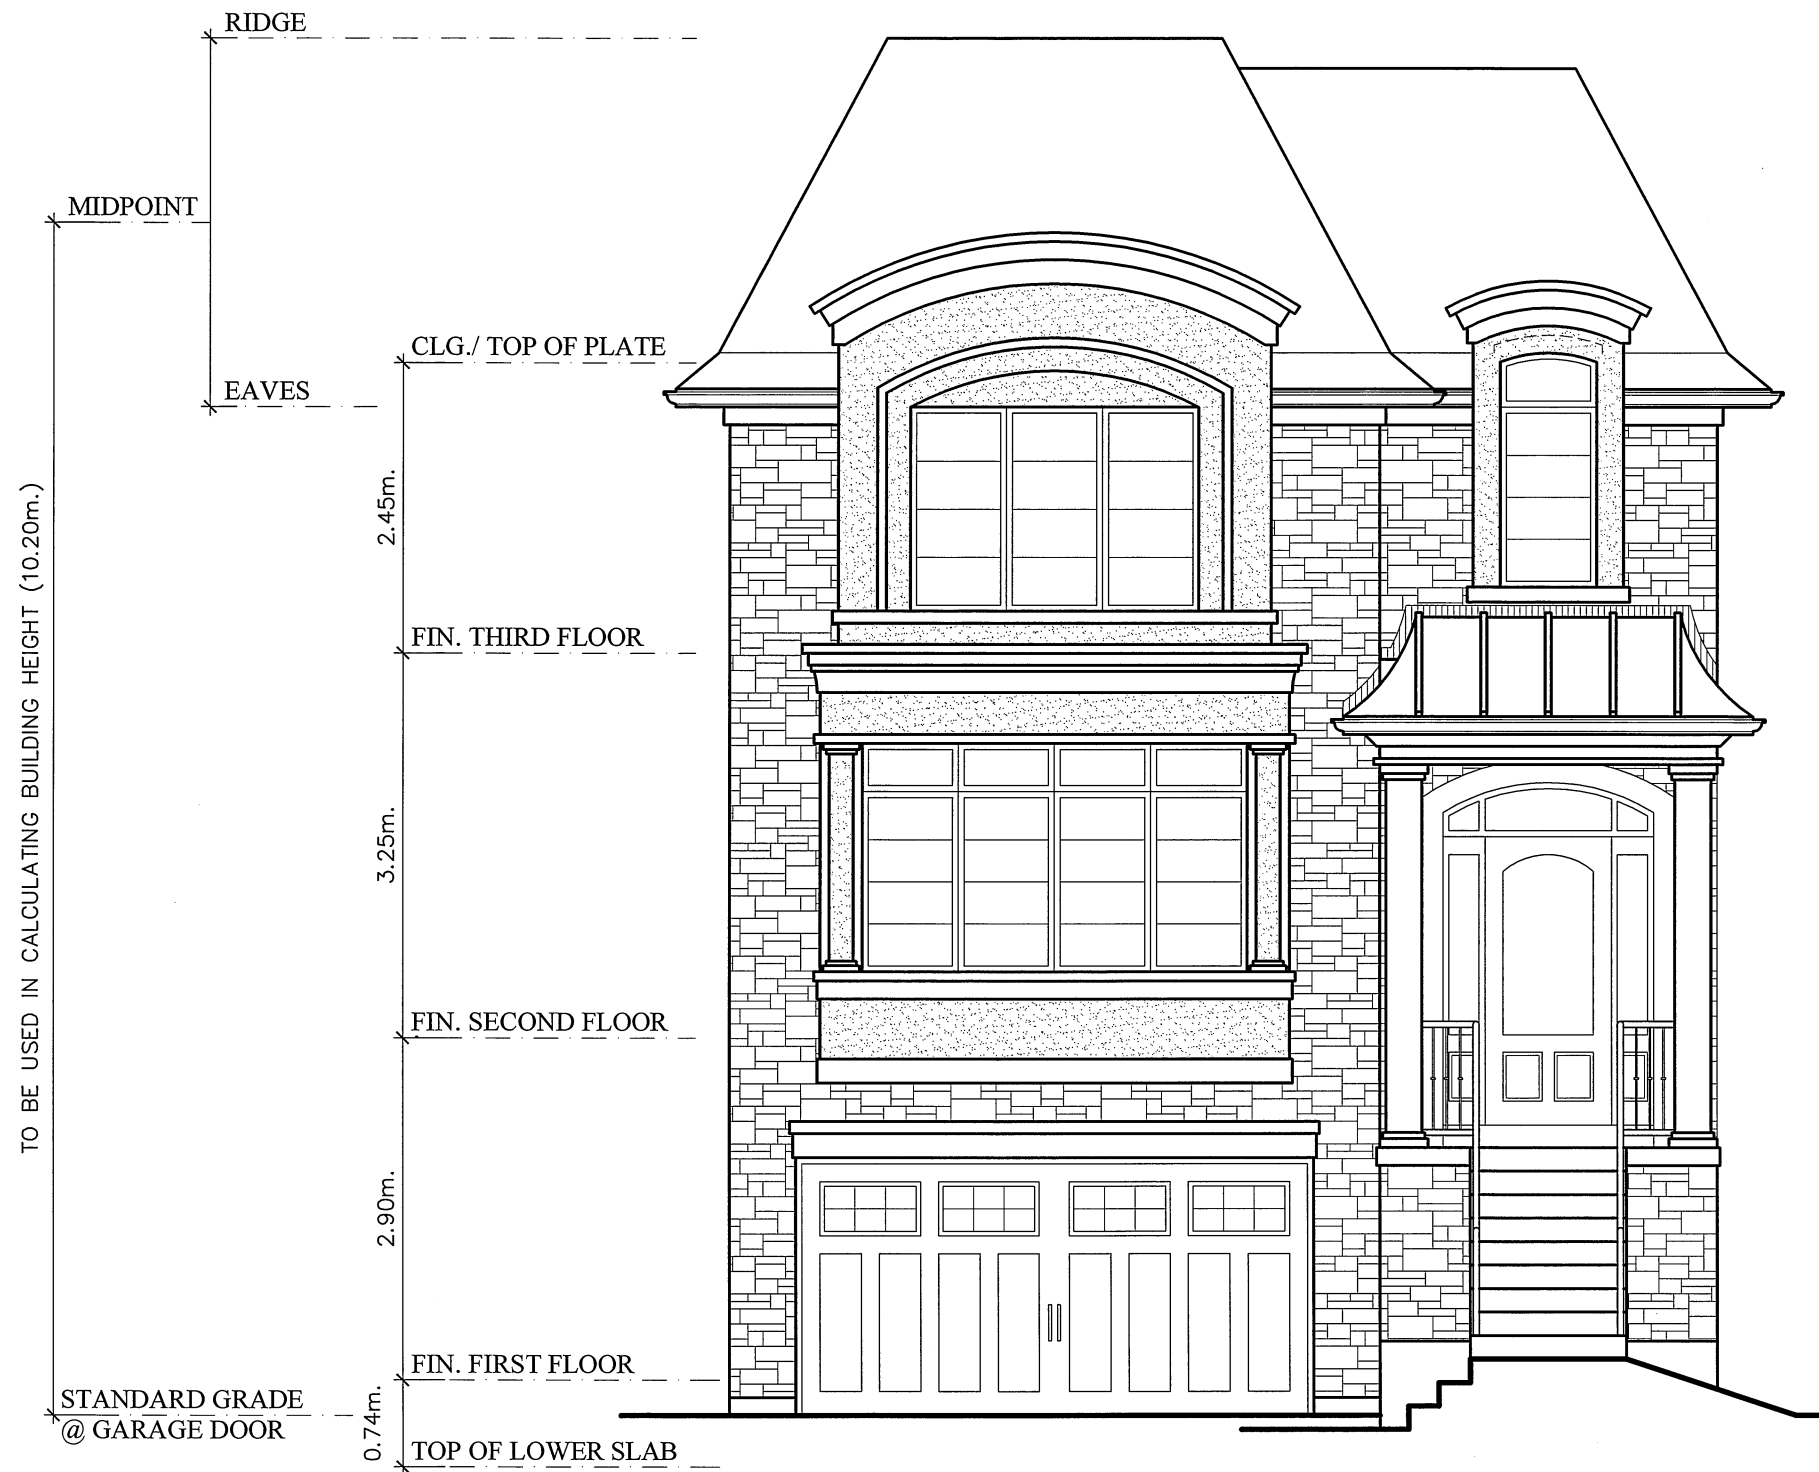 RIDGE
MIDPOINT
CLG./ TOP OF PLATE
EAVES
2.45m.
TO BE USED IN CALCULATING BUILDING HEIGHT (10.20m.)
FIN. THIRD FLOOR
3.25m.
FIN. SECOND FLOOR
2.90m.
FIN. FIRST FLOOR
STANDARD GRADE
@ GARAGE DOOR
0.74m.
TOP OF LOWER SLAB